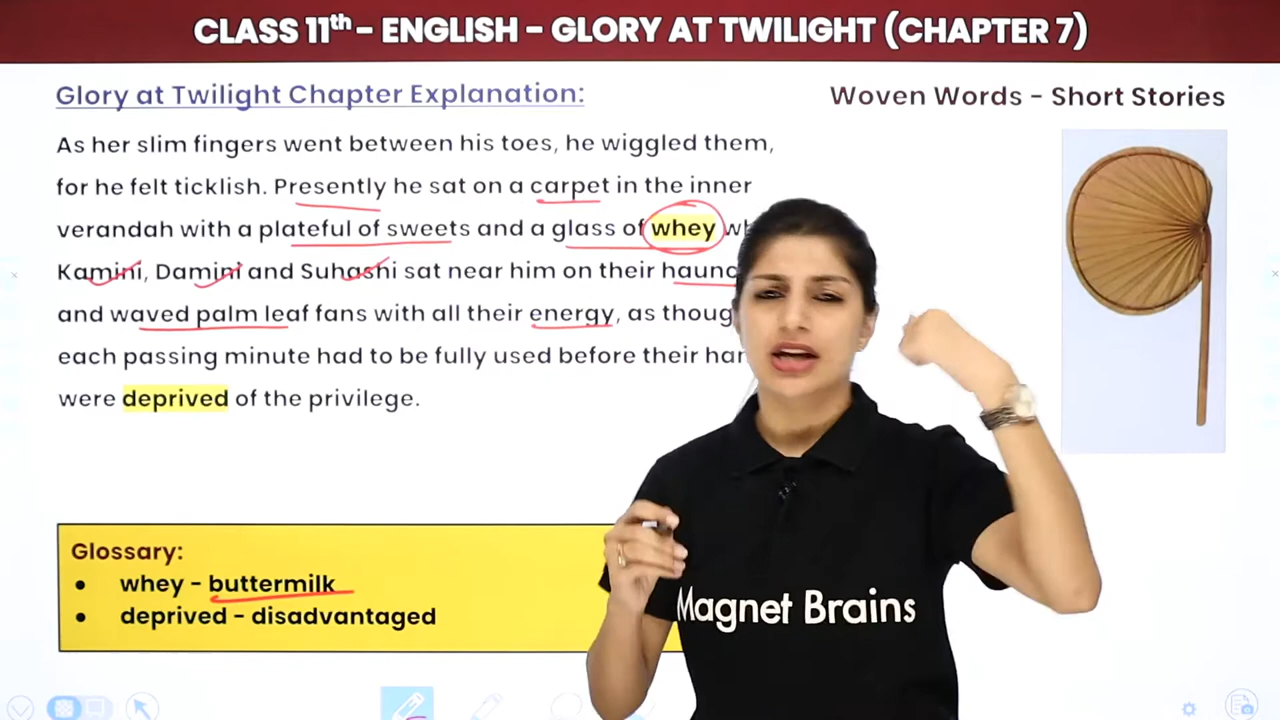 CLASS 11th - ENGLISH - GLORY AT TWILIGHT (CHAPTER 7)
Glory at Twilight Chapter Explanation:
Woven Words - Short Stories
As her slim fingers went between his toes, he wiggled them,
for he felt ticklish. Presently he sat on a carpet in the inner
verandah with a plateful of sweets and a glass of whey
Kamini, Damini and Suhashi sat near him on their
and waved palm leaf fans with all their energy, as
each passing minute had to be fully used before their
were deprived of the privilege.
Glossary:
• whey - buttermilk
• deprived - disadvantaged
Magnet Brains